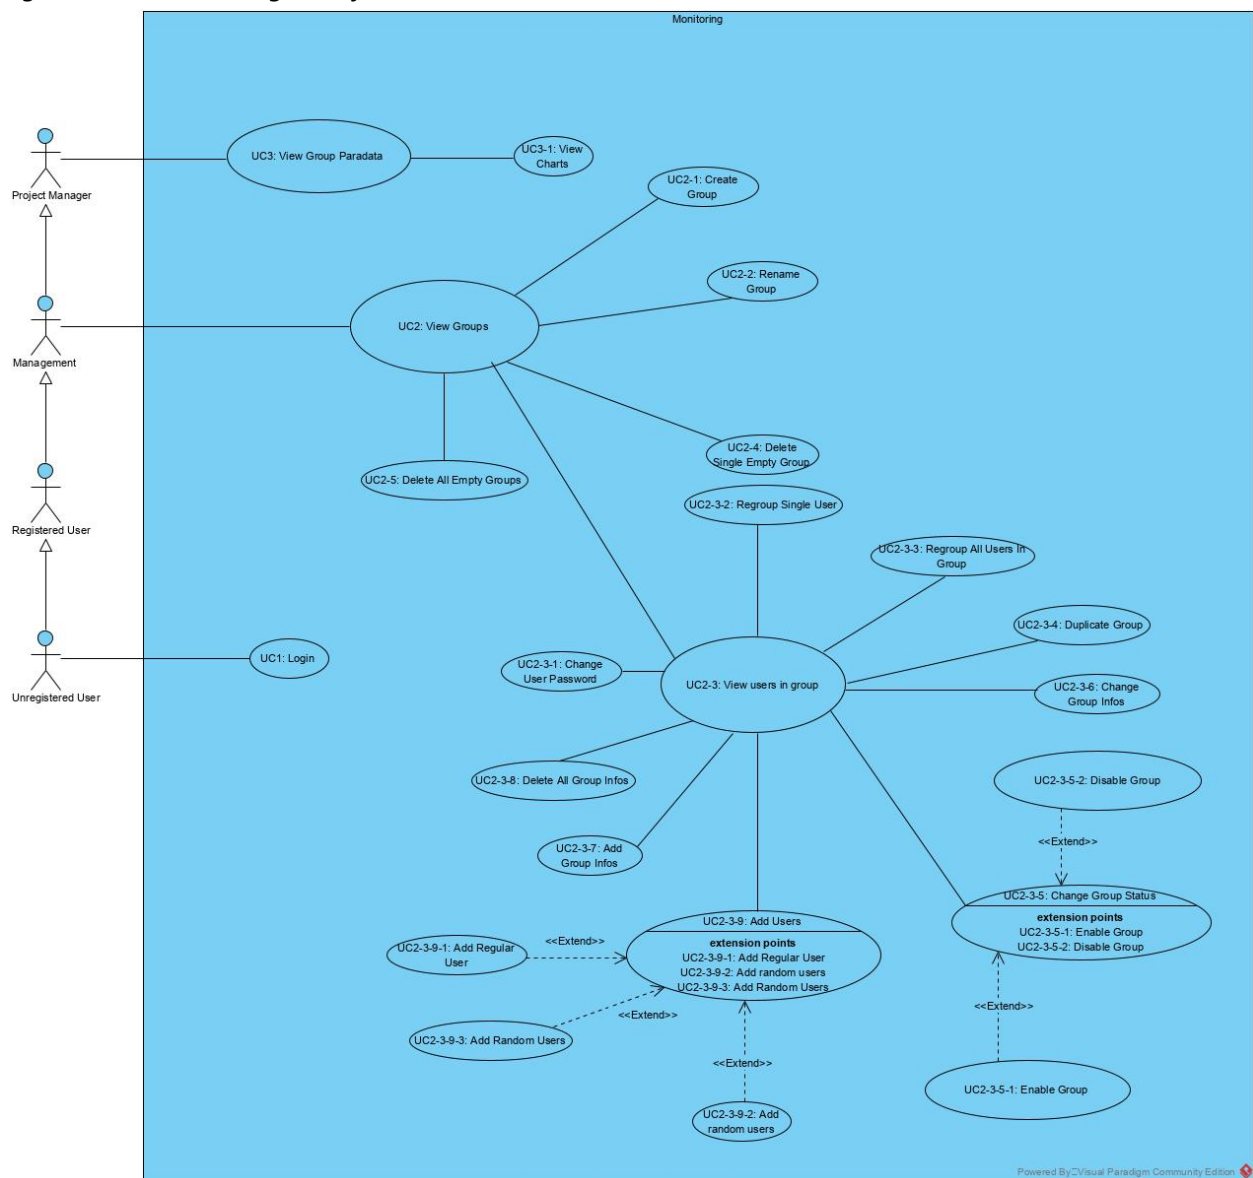 Monitoring
Project Manager
UC3: View Group Paradata
UC3-1: View
Charts
UC2-1: Create
Group
UC2-2: Rename
Group
Management
UC2: View Groups
UC2-4: Delete
Single Empty Group
UC2-5: Delete All Empty Groups
UC2-3-2: Regroup Single User
Registered User
UC2-3-3: Regroup All Users In
Group
UC2-3-4: Duplicate Group
Unregistered User
UC1: Login
UC2-3-1: Change
User Password
UC2-3: View users in group
UC2-3-6: Change
Group Infos
UC2-3-8: Delete All Group Infos
UC2-3-5-2: Disable Group
<<Extend>>
UC2-3-7: Add
Group Infos
UC2-3-5: Change Group Status
extension points
UC2-3-5-1: Enable Group
UC2-3-5-2: Disable Group
UC2-3-9: Add Users
extension points
UC2-3-9-1: Add Regular User
UC2-3-9-2: Add random users
UC2-3-9-3: Add Random Users
UC2-3-9-1: Add Regular
User
<<Extend>>
UC2-3-9-3: Add Random Users
<<Extend>>
<<Extend>>
<<Extend>>
UC2-3-5-1: Enable Group
UC2-3-9-2: Add
random users
Powered By Visual Paradigm Community Edition